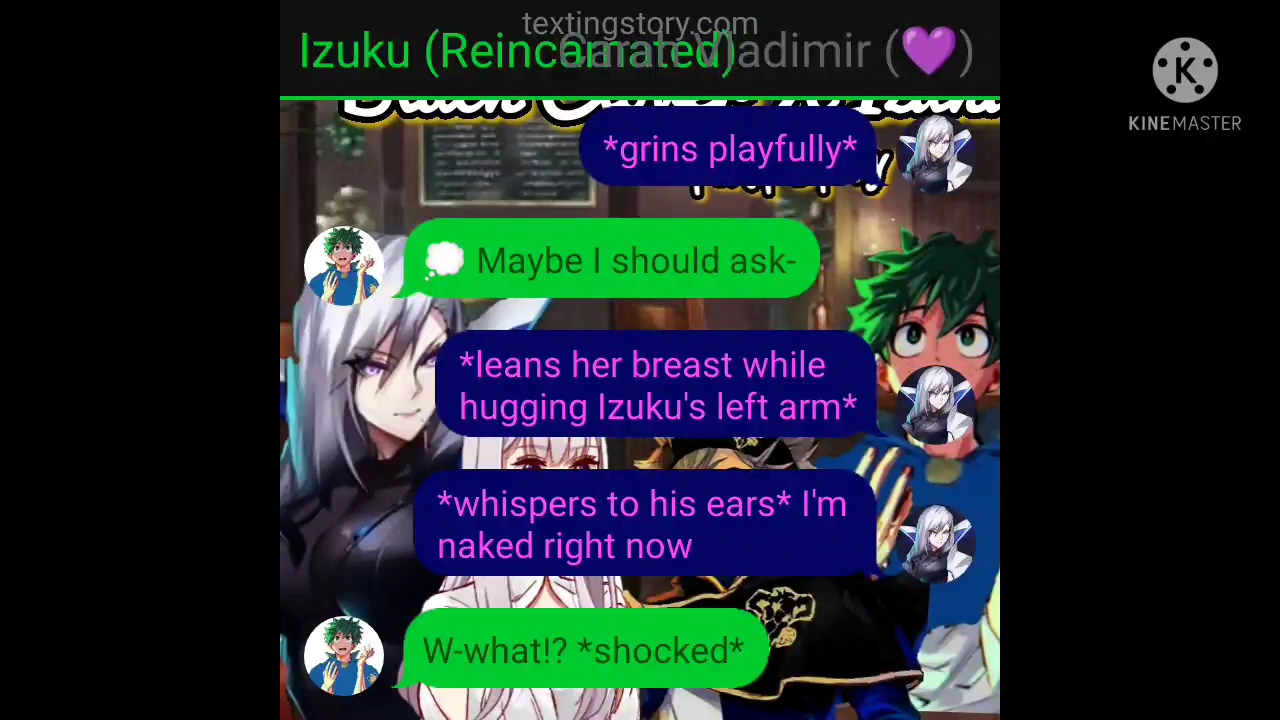 textingstory.com
Izuku (Reincarnated)
Vladimir (💜)
KINEMASTER
*grins playfully*
💭 Maybe I should ask-
*leans her breast while
hugging Izuku's left arm*
*whispers to his ears* I'm
naked right now
W-what!? *shocked*